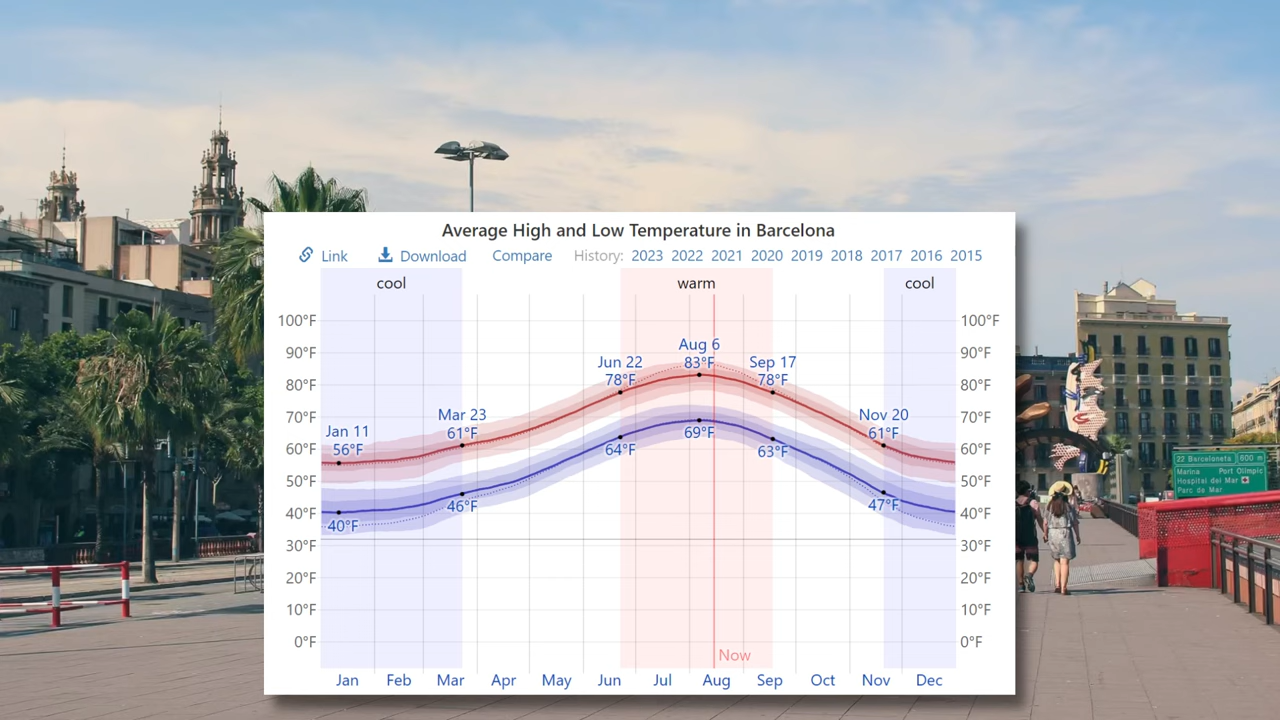 Average High and Low Temperature in Barcelona
Link Download Compare History: 2023 2022 2021 2020 2019 2018 2017 2016 2015
cool warm cool
100°F 100°F
90°F 90°F
80°F 80°F
70°F 70°F
60°F 60°F
50°F 50°F
40°F 40°F
30°F 30°F
20°F 20°F
10°F 10°F
0°F 0°F
Jan 11
56°F
40°F
Mar 23
61°F
46°F
Jun 22
78°F
64°F
Aug 6
83°F
69°F
Sep 17
78°F
63°F
Nov 20
61°F
47°F
Now
Jan Feb Mar Apr May Jun Jul Aug Sep Oct Nov Dec
22 Barceloneta 600 m
Marina Port Olímpic
Hospital del Mar
Parc de Mar